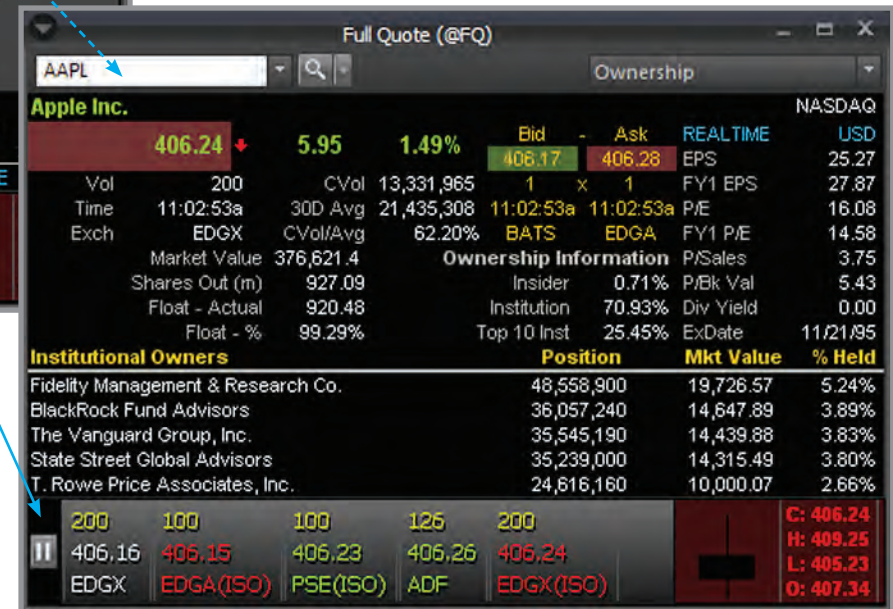 Full Quote (@FQ)
AAPL Ownership
Apple Inc. NASDAQ
406.24 5.95 1.49% Bid - Ask REALTIME USD
406.17 406.28 EPS 25.27
Vol 200 CVol 13,331,965 1 x 1 FY1 EPS 27.87
Time 11:02:53a 30D Avg 21,435,308 11:02:53a 11:02:53a P/E 16.08
Exch EDGX CVol/Avg 62.20% BATS EDGA FY1 P/E 14.58
Market Value 376,621.4 Ownership Information P/Sales 3.75
Shares Out (m) 927.09 Insider 0.71% P/Bk Val 5.43
Float - Actual 920.48 Institution 70.93% Div Yield 0.00
Float - % 99.29% Top 10 Inst 25.45% ExDate 11/21/95
Institutional Owners Position Mkt Value % Held
Fidelity Management & Research Co. 48,558,900 19,726.57 5.24%
BlackRock Fund Advisors 36,057,240 14,647.89 3.89%
The Vanguard Group, Inc. 35,545,190 14,439.88 3.83%
State Street Global Advisors 35,239,000 14,315.49 3.80%
T. Rowe Price Associates, Inc. 24,616,160 10,000.07 2.66%
200 100 100 126 200 C: 406.24
406.16 406.15 406.23 406.26 406.24 H: 409.25
L: 405.23
EDGX EDGA(ISO) PSE(ISO) ADF EDGX(ISO) O: 407.34
E